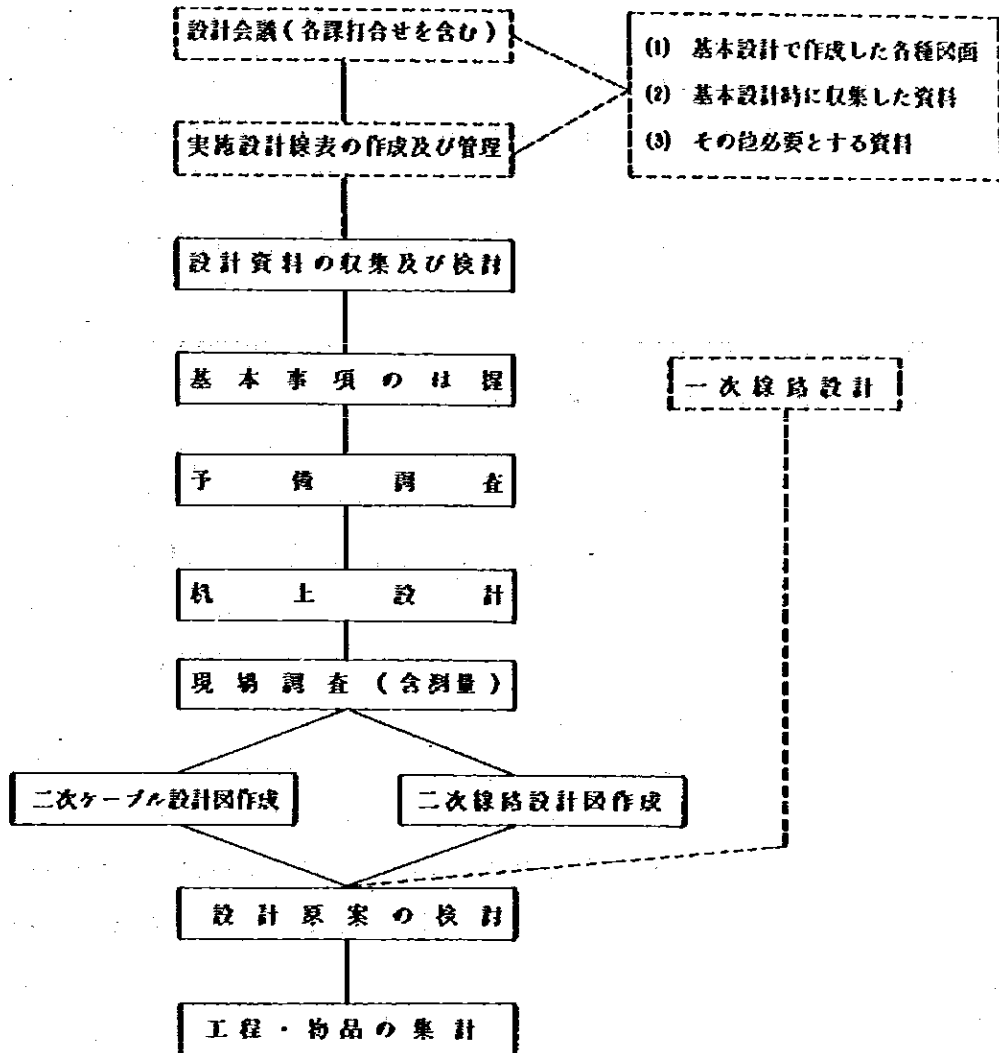 設計会議(各課打合せを含む)
(1) 基本設計で作成した各種図面
(2) 基本設計時に収集した資料
(3) その他必要とする資料
実施設計線表の作成及び管理
設計資料の収集及び検討
基本事項のは握
一次線路設計
予備調査
机上設計
現場調査(含測量)
二次ケーブル設計図作成
二次線路設計図作成
設計原案の検討
工程・物品の集計